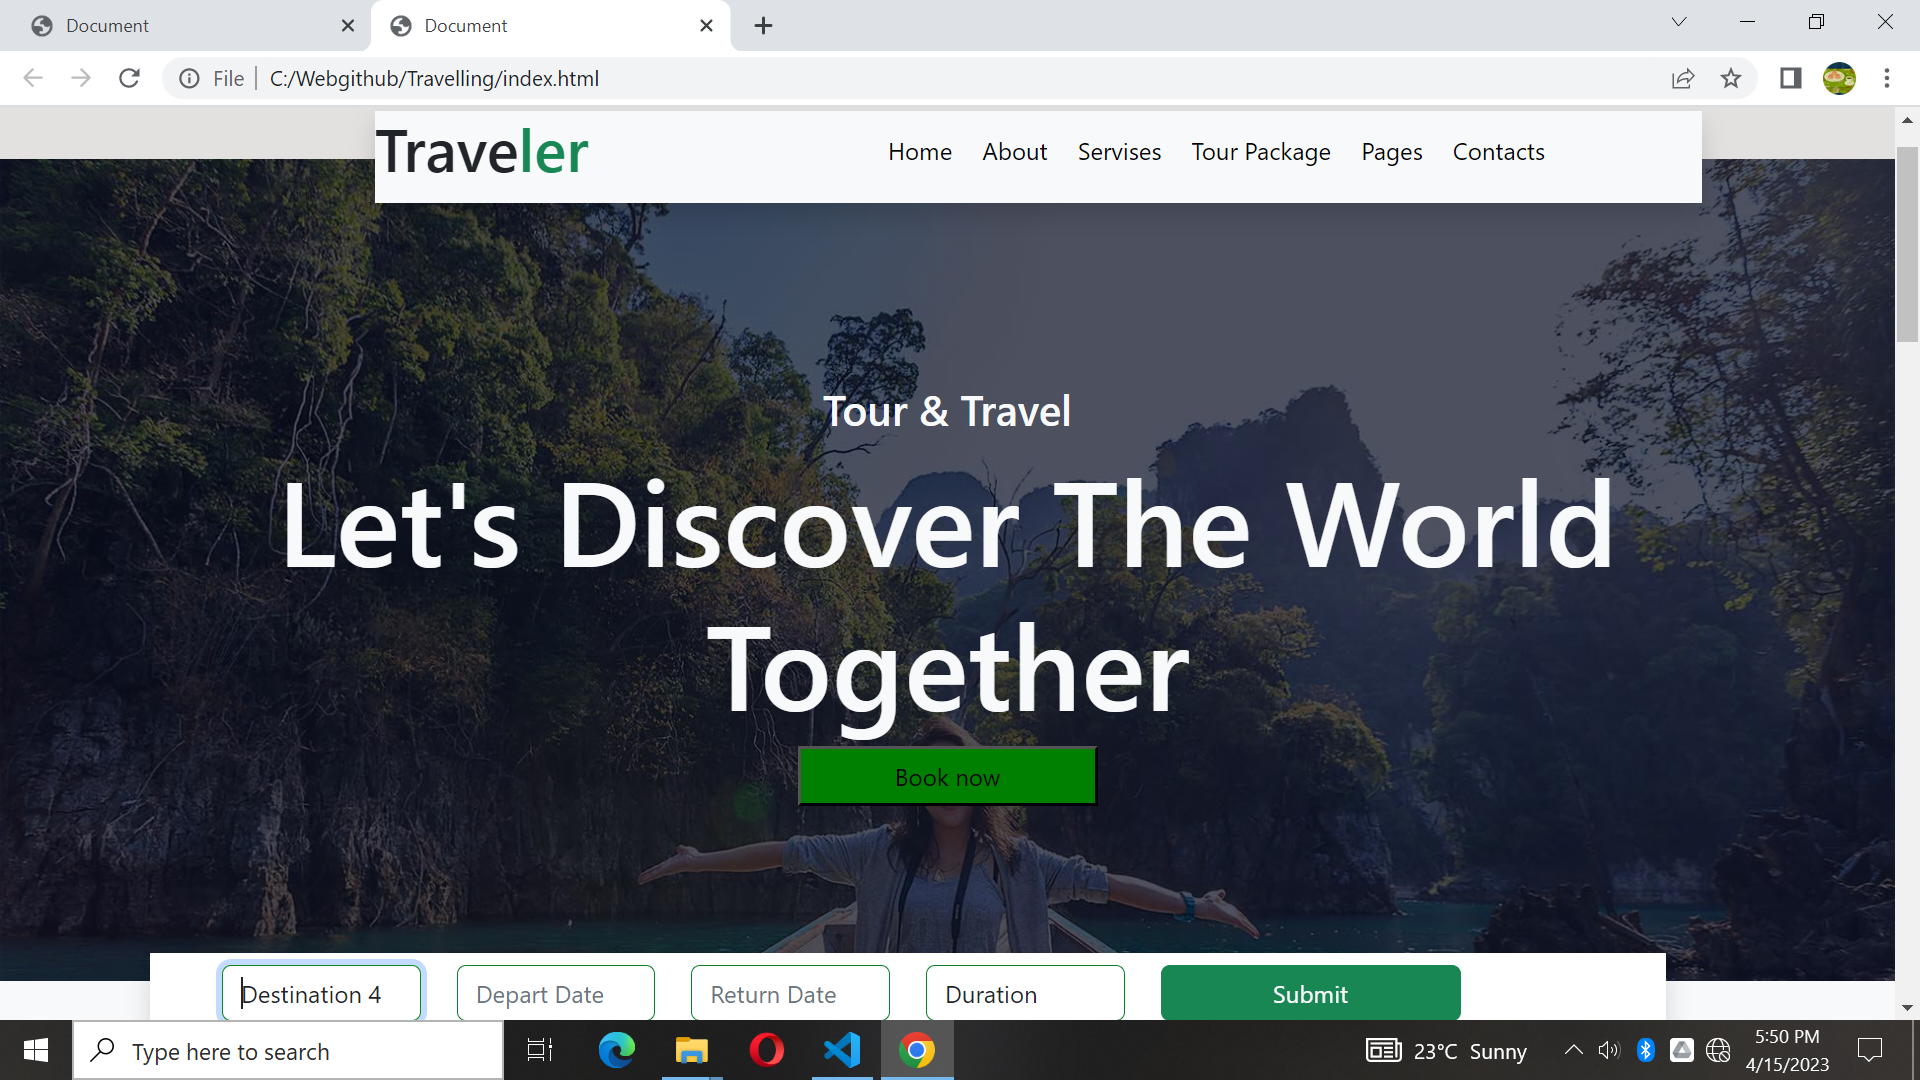 Document
Document
File
C:/Webgithub/Travelling/index.html
Traveler
Home
About
Servises
Tour Package
Pages
Contacts
Tour & Travel
Let's Discover The World
Together
Book now
Destination 4
Depart Date
Return Date
Duration
Submit
Type here to search
23°C Sunny
5:50 PM
4/15/2023